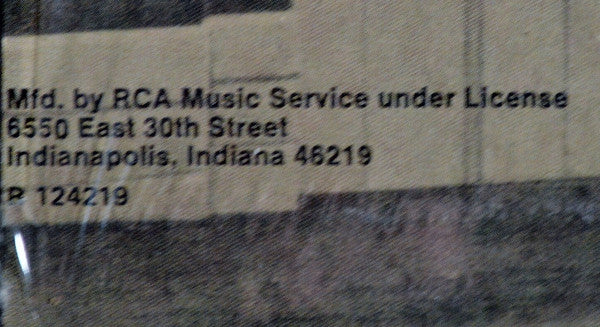 Mfd. by RCA Music Service under License
6550 East 30th Street
Indianapolis, Indiana 46219
R 124219